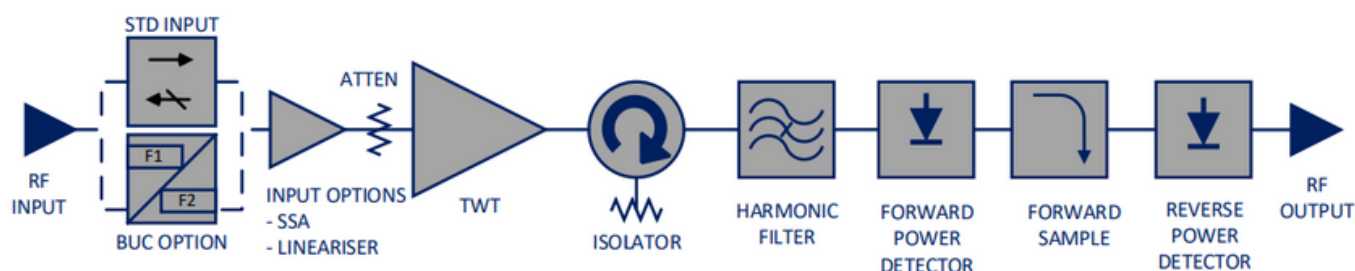 STD INPUT
RF
INPUT
F1
F2
BUC OPTION
INPUT OPTIONS
- SSA
- LINEARISER
ATTEN
TWT
ISOLATOR
HARMONIC
FILTER
FORWARD
POWER
DETECTOR
FORWARD
SAMPLE
REVERSE
POWER
DETECTOR
RF
OUTPUT